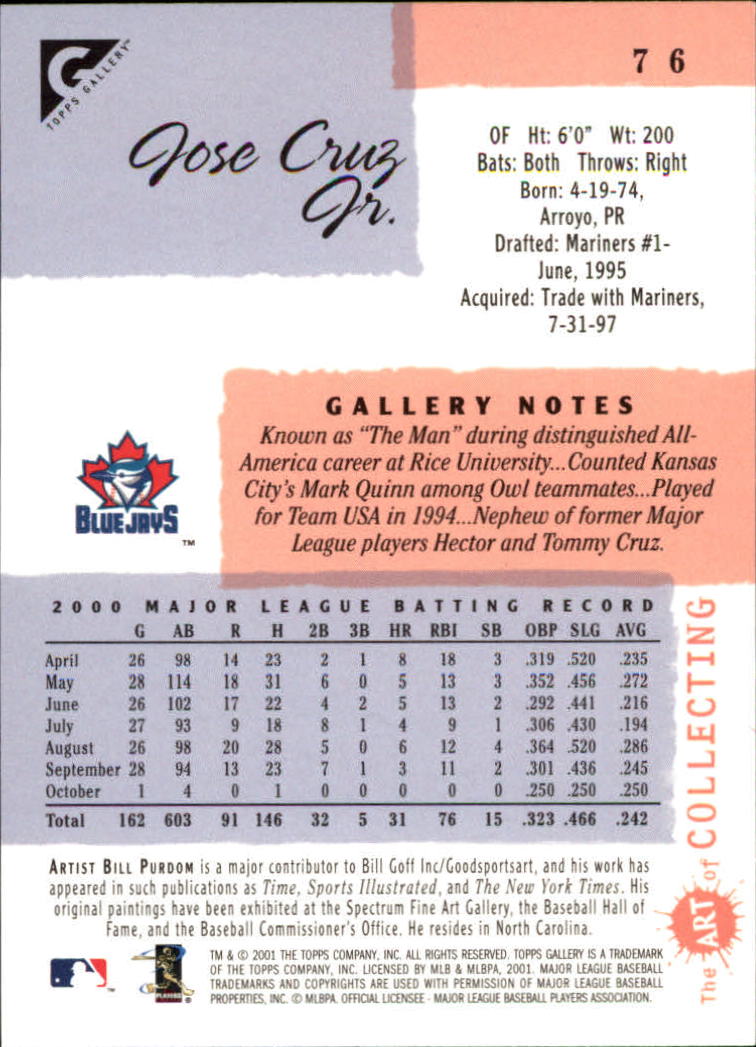 G
TOPPS GALLERY™
76
Jose Cruz
Jr.
OF Ht: 6'0" Wt: 200
Bats: Both Throws: Right
Born: 4-19-74,
Arroyo, PR
Drafted: Mariners #1-
June, 1995
Acquired: Trade with Mariners,
7-31-97
GALLERY NOTES
Known as “The Man” during distinguished All-
America career at Rice University...Counted Kansas
City's Mark Quinn among Owl teammates...Played
for Team USA in 1994...Nephew of former Major
League players Hector and Tommy Cruz.
BLUE JAYS
™
2000 MAJOR LEAGUE BATTING RECORD
G AB R H 2B 3B HR RBI SB OBP SLG AVG
April 26 98 14 23 2 1 8 18 3 .319 .520 .235
May 28 114 18 31 6 0 5 13 3 .352 .456 .272
June 26 102 17 22 4 2 5 13 2 .292 .441 .216
July 27 93 9 18 8 1 4 9 1 .306 .430 .194
August 26 98 20 28 5 0 6 12 4 .364 .520 .286
September 28 94 13 23 7 1 3 11 2 .301 .436 .245
October 1 4 0 1 0 0 0 0 0 .250 .250 .250
Total 162 603 91 146 32 5 31 76 15 .323 .466 .242
The ART of COLLECTING
ARTIST BILL PURDOM is a major contributor to Bill Goff Inc/Goodsportsart, and his work has
appeared in such publications as Time, Sports Illustrated, and The New York Times. His
original paintings have been exhibited at the Spectrum Fine Art Gallery, the Baseball Hall of
Fame, and the Baseball Commissioner's Office. He resides in North Carolina.
PLAYERS
TM & © 2001 THE TOPPS COMPANY, INC. ALL RIGHTS RESERVED. TOPPS GALLERY IS A TRADEMARK
OF THE TOPPS COMPANY, INC. LICENSED BY MLB & MLBPA, 2001. MAJOR LEAGUE BASEBALL
TRADEMARKS AND COPYRIGHTS ARE USED WITH PERMISSION OF MAJOR LEAGUE BASEBALL
PROPERTIES, INC. © MLBPA. OFFICIAL LICENSEE - MAJOR LEAGUE BASEBALL PLAYERS ASSOCIATION.